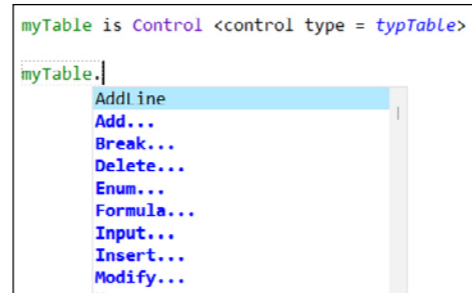 myTable is Control <control type = typTable>
myTable.
AddLine
Add...
Break...
Delete...
Enum...
Formula...
Input...
Insert...
Modify...